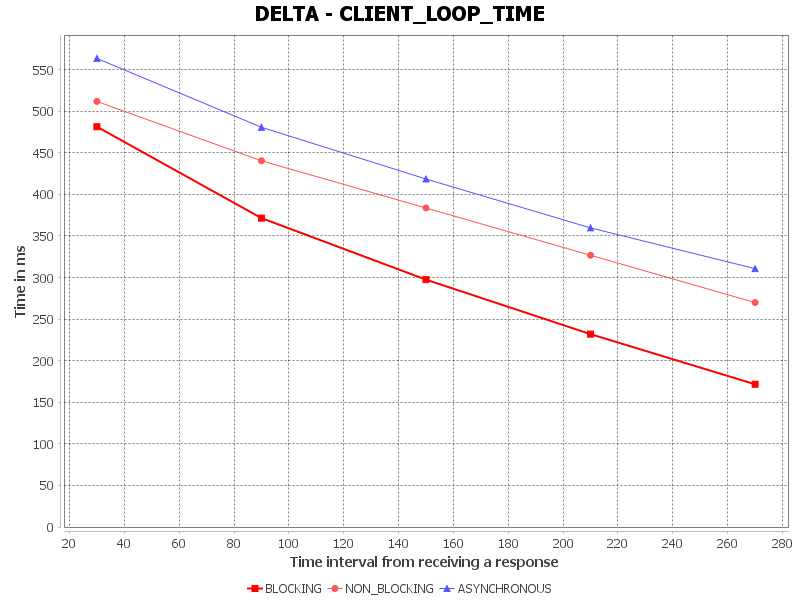 DELTA - CLIENT_LOOP_TIME
550
500
450
400
350
300
250
200
150
100
50
0
Time in ms
20 40 60 80 100 120 140 160 180 200 220 240 260 280
Time interval from receiving a response
BLOCKING NON_BLOCKING ASYNCHRONOUS